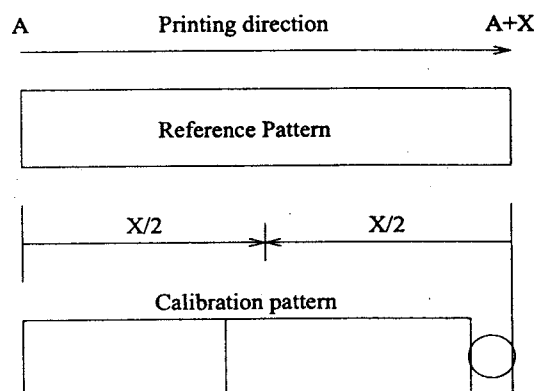 A Printing direction A+X
Reference Pattern
X/2 X/2
Calibration pattern